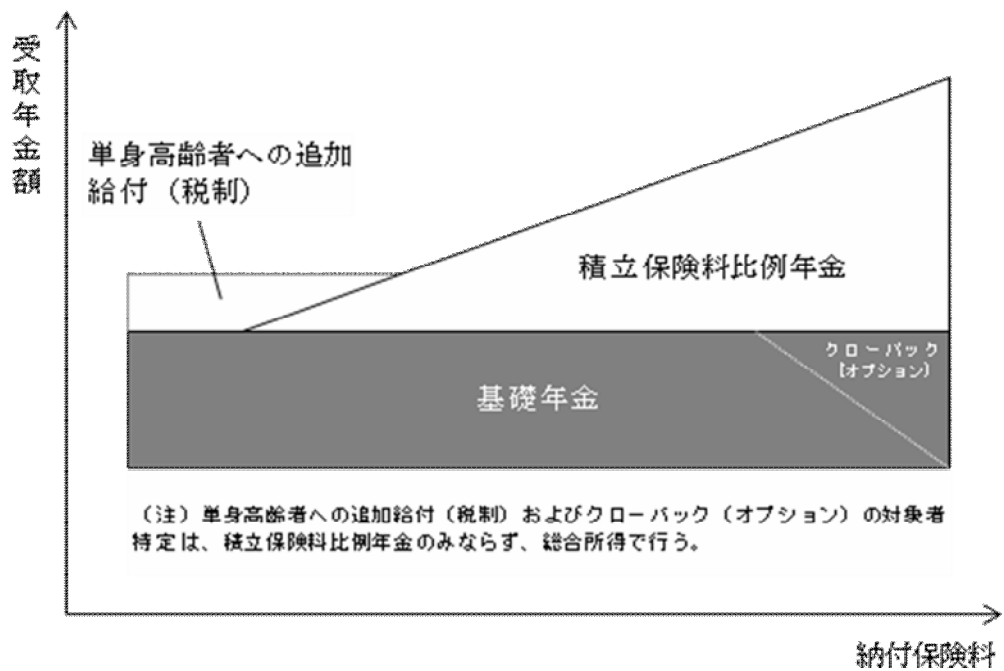 受取年金額
単身高齢者への追加
給付（税制）
積立保険料比例年金
クローバック
（オプション）
基礎年金
（注）単身高齢者への追加給付（税制）およびクローバック（オプション）の対象者
特定は、積立保険料比例年金のみならず、総合所得で行う。
納付保険料